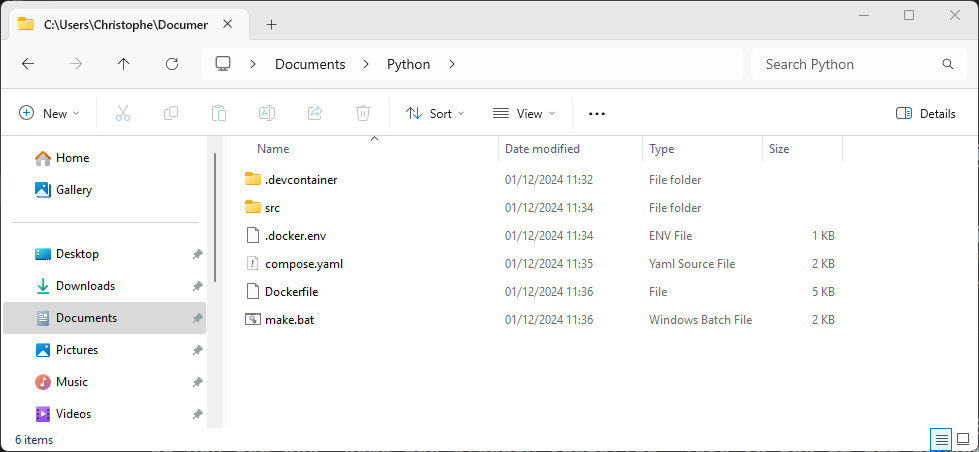 C:\Users\Christophe\Documer
Documents Python Search Python
New Sort View Details
Home
Gallery
Desktop
Downloads
Documents
Pictures
Music
Videos
Name Date modified Type Size
.devcontainer 01/12/2024 11:32 File folder
src 01/12/2024 11:34 File folder
.docker.env 01/12/2024 11:34 ENV File 1 KB
compose.yaml 01/12/2024 11:35 Yaml Source File 2 KB
Dockerfile 01/12/2024 11:36 File 5 KB
make.bat 01/12/2024 11:36 Windows Batch File 2 KB
6 items